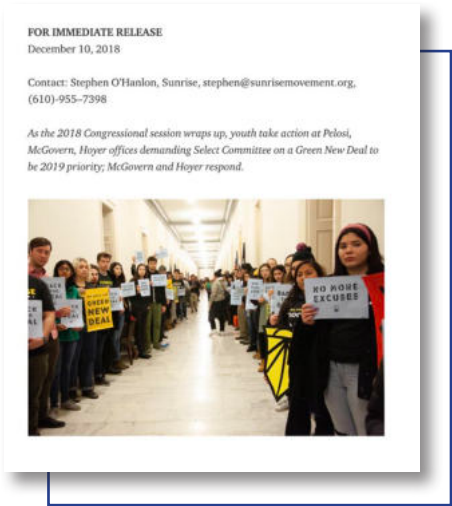 FOR IMMEDIATE RELEASE
December 10, 2018
Contact: Stephen O'Hanlon, Sunrise, stephen@sunrisemovement.org,
(610)-955–7398
As the 2018 Congressional session wraps up, youth take action at Pelosi,
McGovern, Hoyer offices demanding Select Committee on a Green New Deal to
be 2019 priority; McGovern and Hoyer respond.
GREEN
NEW
DEAL
NO MORE
EXCUSES